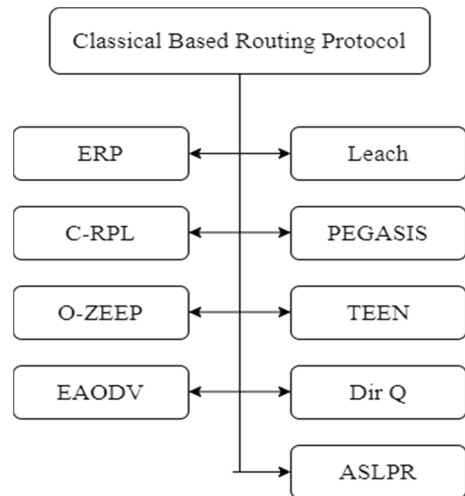 Classical Based Routing Protocol
ERP
Leach
C-RPL
PEGASIS
O-ZEEP
TEEN
EAODV
Dir Q
ASLPR